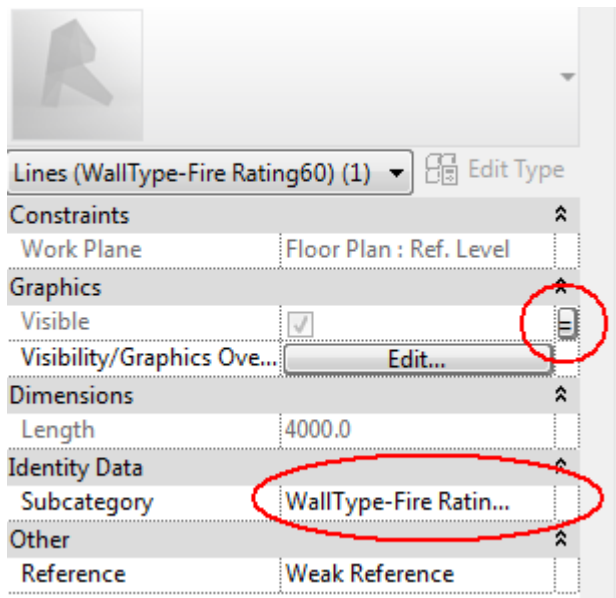 Lines (WallType-Fire Rating60) (1) Edit Type
Constraints
Work Plane Floor Plan : Ref. Level
Graphics
Visible =
Visibility/Graphics Ove... Edit...
Dimensions
Length 4000.0
Identity Data
Subcategory WallType-Fire Ratin...
Other
Reference Weak Reference